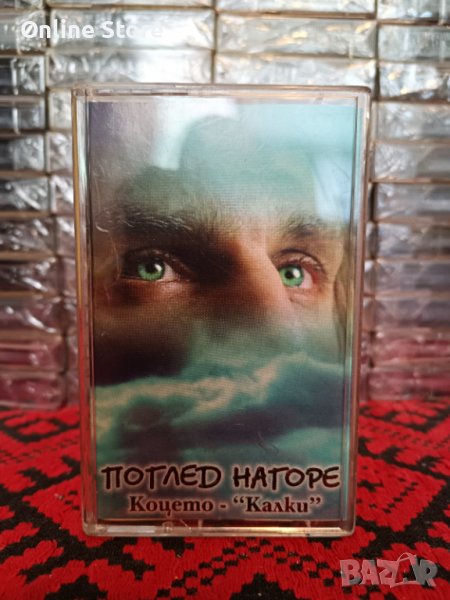 Online Store
ПОГЛЕД НАГОРЕ
Коцето - "Калки"
BAZAR